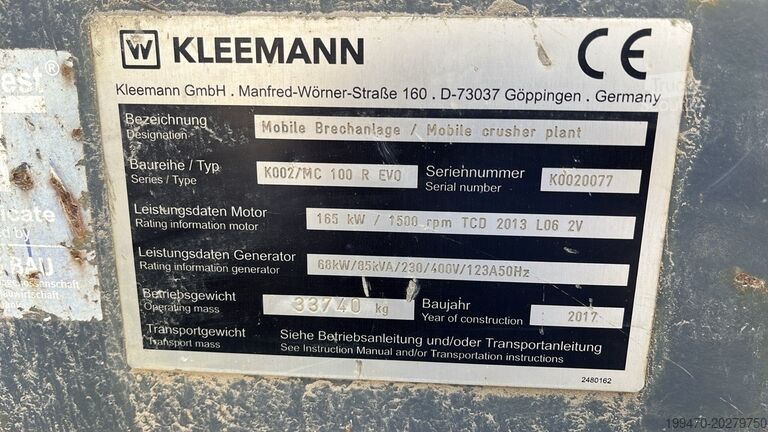 W KLEEMANN CE
Kleemann GmbH . Manfred-Wörner-Straße 160 . D-73037 Göppingen . Germany
Bezeichnung
Designation
Mobile Brechanlage / Mobile crusher plant
Baureihe / Typ
Series / Type
K002/MC 100 R EVO
Seriennummer
Serial number
K0020077
Leistungsdaten Motor
Rating information motor
165 kW / 1500 rpm TCD 2013 L06 2V
Leistungsdaten Generator
Rating information generator
68kW/85kVA/230/400V/123A50Hz
Betriebsgewicht
Operating mass
33740 kg
Baujahr
Year of construction
2017
Transportgewicht
Transport mass
Siehe Betriebsanleitung und/oder Transportanleitung
See Instruction Manual and/or Transportation instructions
2480162
est®
icate
d by
BAU
199470-20279750